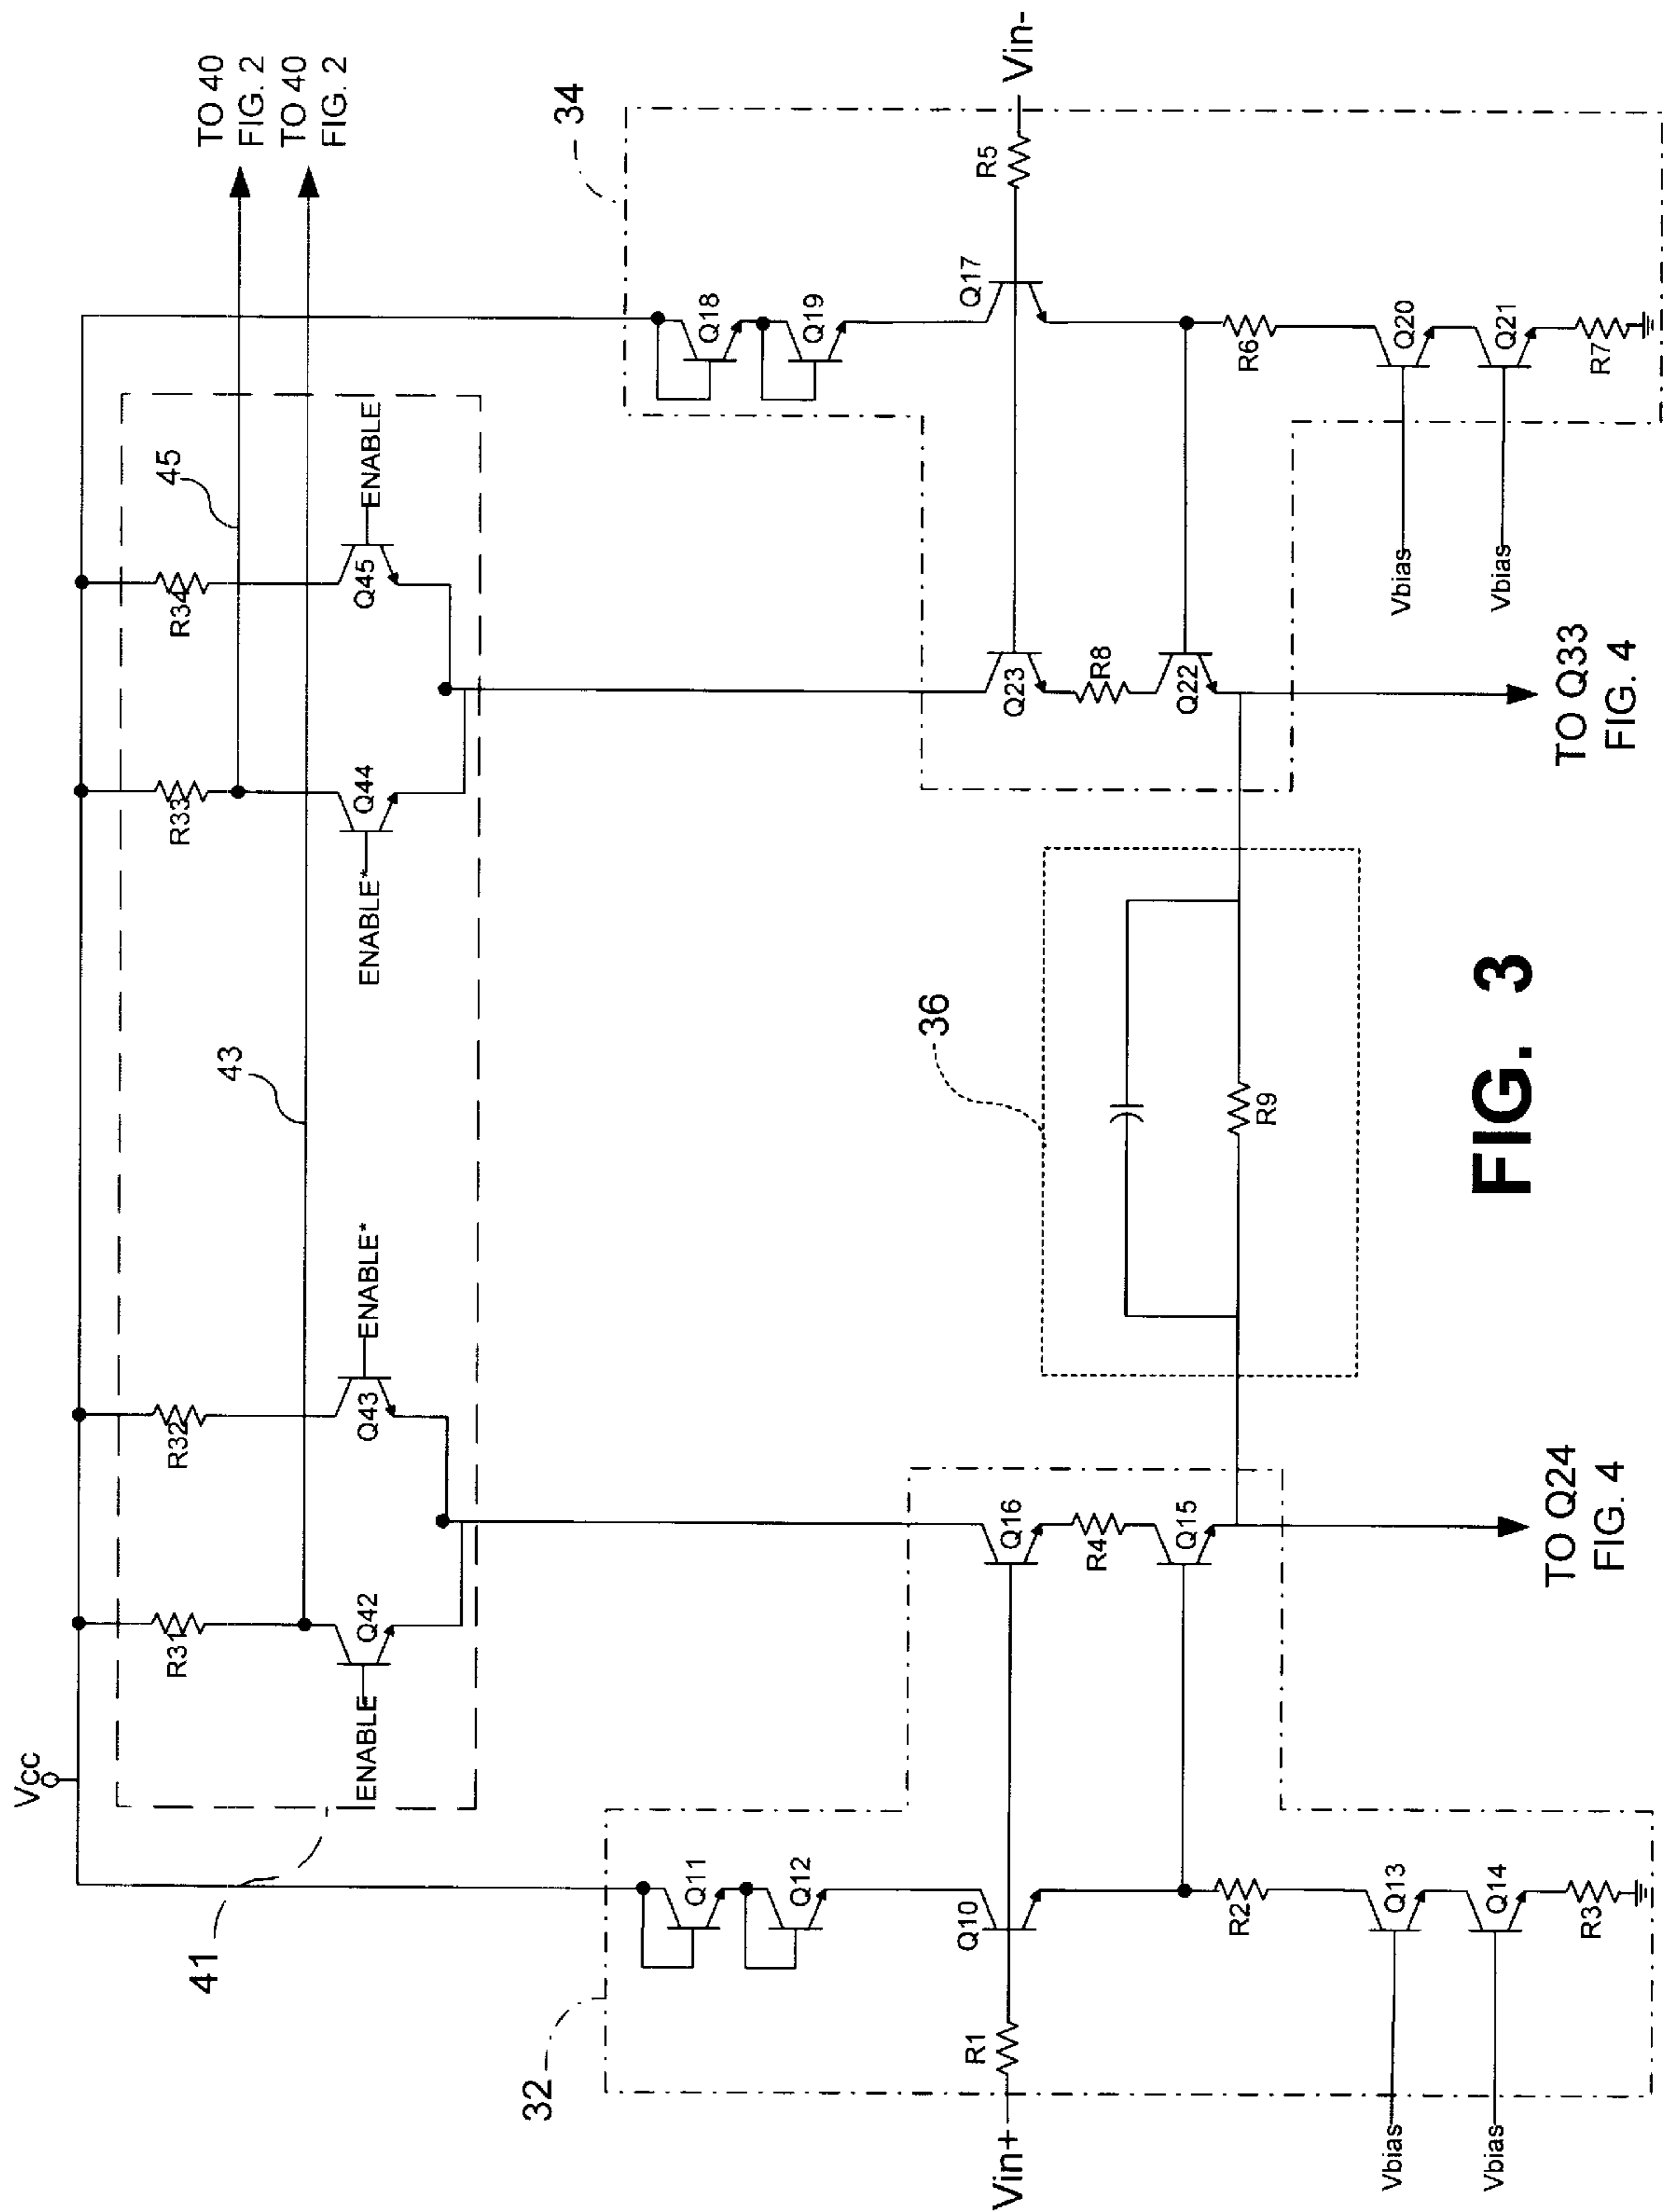 Vcc
TO 40
FIG. 2
TO 40
FIG. 2
45
43
41
R31
R32
R33
R34
ENABLE
Q42
Q43
ENABLE*
ENABLE*
Q44
Q45
ENABLE
32
34
Q11
Q12
Q18
Q19
Vin+
R1
Q10
Q16
R4
Q15
36
R9
Q23
R8
Q22
Q17
R5
Vin-
R2
Q13
Q14
R3
Vbias
Vbias
R6
Q20
Q21
R7
Vbias
Vbias
TO Q24
FIG. 4
TO Q33
FIG. 4
FIG. 3